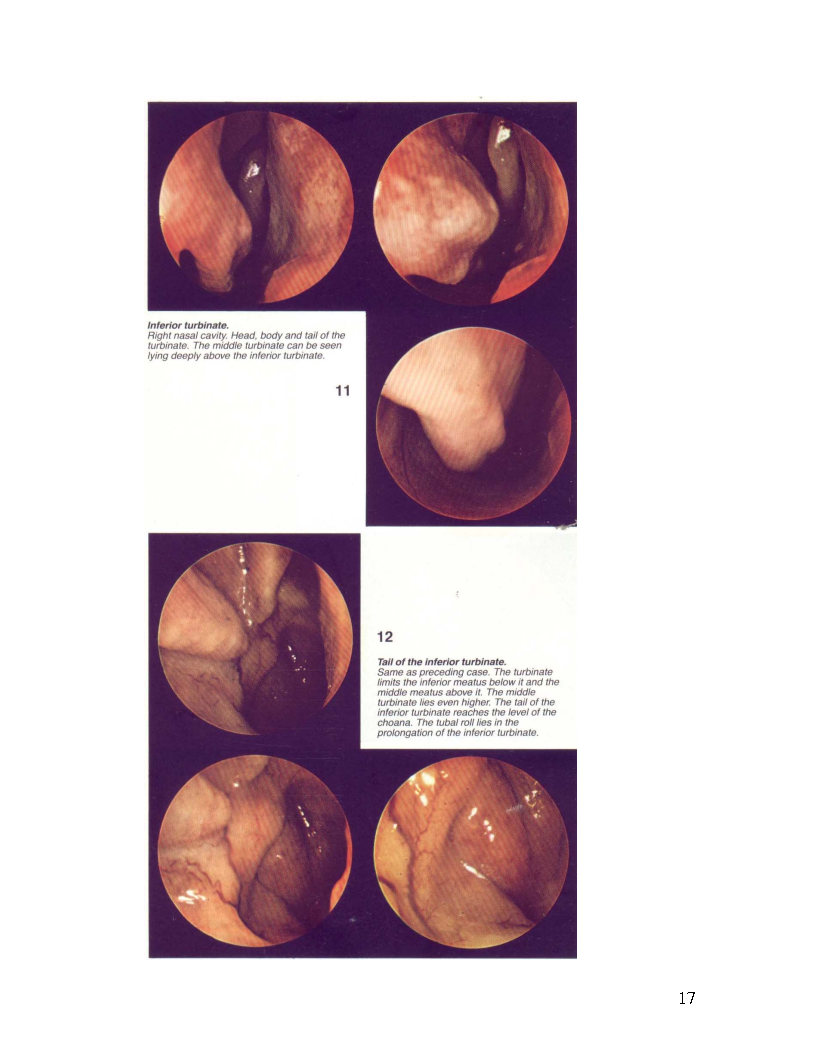 Inferior turbinate.
Right nasal cavity. Head, body and tail of the
turbinate. The middle turbinate can be seen
lying deeply above the inferior turbinate.
11
12
Tail of the inferior turbinate.
Same as preceding case. The turbinate
limits the inferior meatus below it and the
middle meatus above it. The middle
turbinate lies even higher. The tail of the
inferior turbinate reaches the level of the
choana. The tubal roll lies in the
prolongation of the inferior turbinate.
17